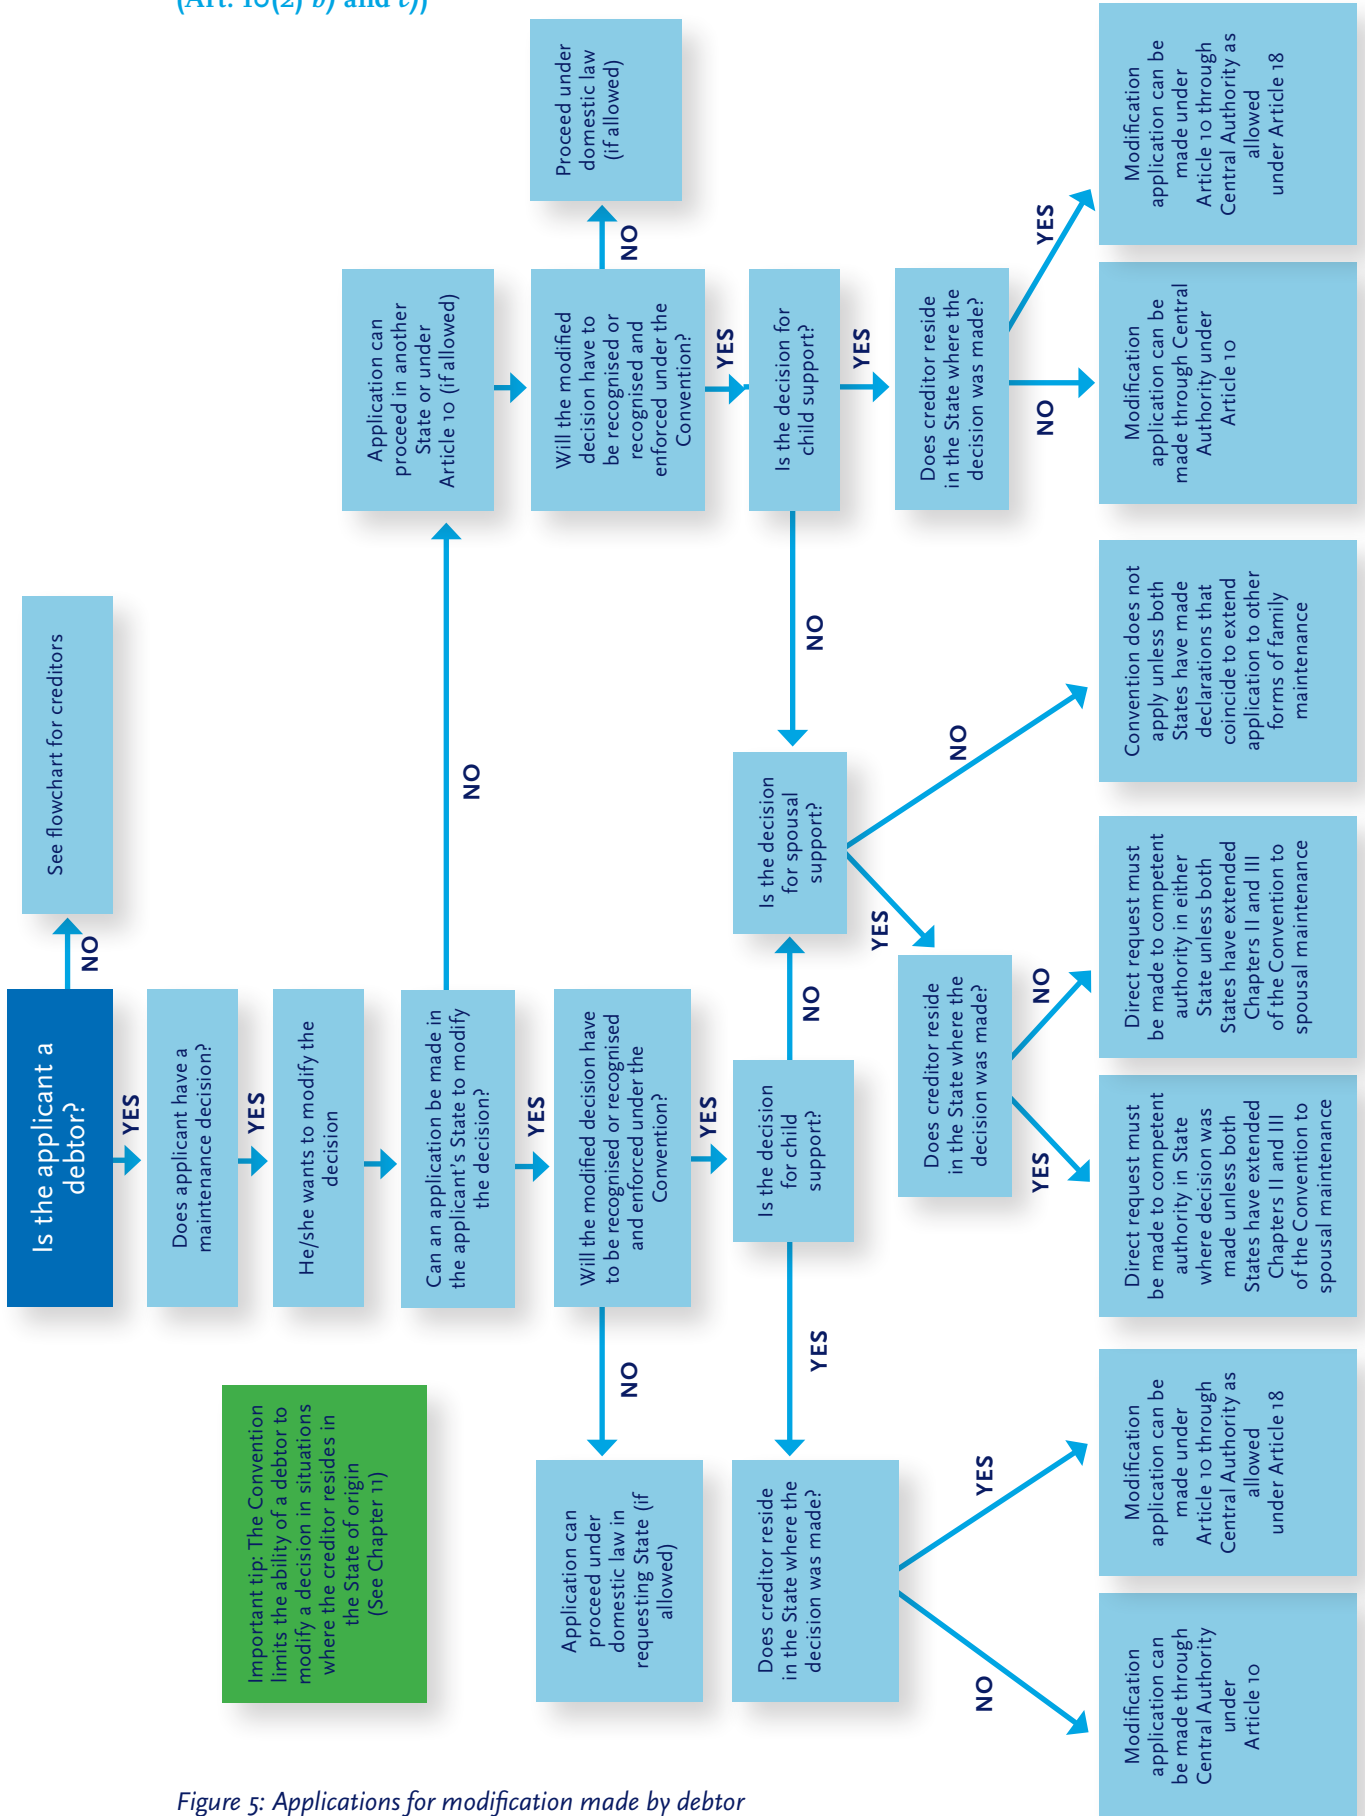 (Art. 10(2) b) and c))
Is the applicant a
debtor?
NO
See flowchart for creditors
YES
Does applicant have a
maintenance decision?
YES
He/she wants to modify the
decision
Can an application be made in
the applicant's State to modify
the decision?
NO
Application can
proceed in another
State or under
Article 10 (if allowed)
Will the modified
decision have to
be recognised or
recognised and
enforced under the
Convention?
NO
Proceed under
domestic law
(if allowed)
YES
Is the decision for
child support?
YES
Does creditor reside
in the State where the
decision was made?
NO
YES
Modification
application can be
made through Central
Authority under
Article 10
Modification
application can be
made under
Article 10 through
Central Authority as
allowed
under Article 18
NO
YES
Will the modified decision have
to be recognised or recognised
and enforced under the
Convention?
NO
Application can
proceed under
domestic law in
requesting State (if
allowed)
YES
Is the decision
for child
support?
NO
Is the decision
for spousal
support?
NO
Convention does not
apply unless both
States have made
declarations that
coincide to extend
application to other
forms of family
maintenance
YES
Does creditor reside
in the State where the
decision was made?
NO
Direct request must
be made to competent
authority in either
State unless both
States have extended
Chapters II and III
of the Convention to
spousal maintenance
YES
Direct request must
be made to competent
authority in State
where decision was
made unless both
States have extended
Chapters II and III
of the Convention to
spousal maintenance
YES
Does creditor reside
in the State where the
decision was made?
YES
Modification
application can be
made under
Article 10 through
Central Authority as
allowed
under Article 18
NO
Modification
application can
be made through
Central Authority
under
Article 10
Important tip: The Convention
limits the ability of a debtor to
modify a decision in situations
where the creditor resides in
the State of origin
(See Chapter 11)
Figure 5: Applications for modification made by debtor